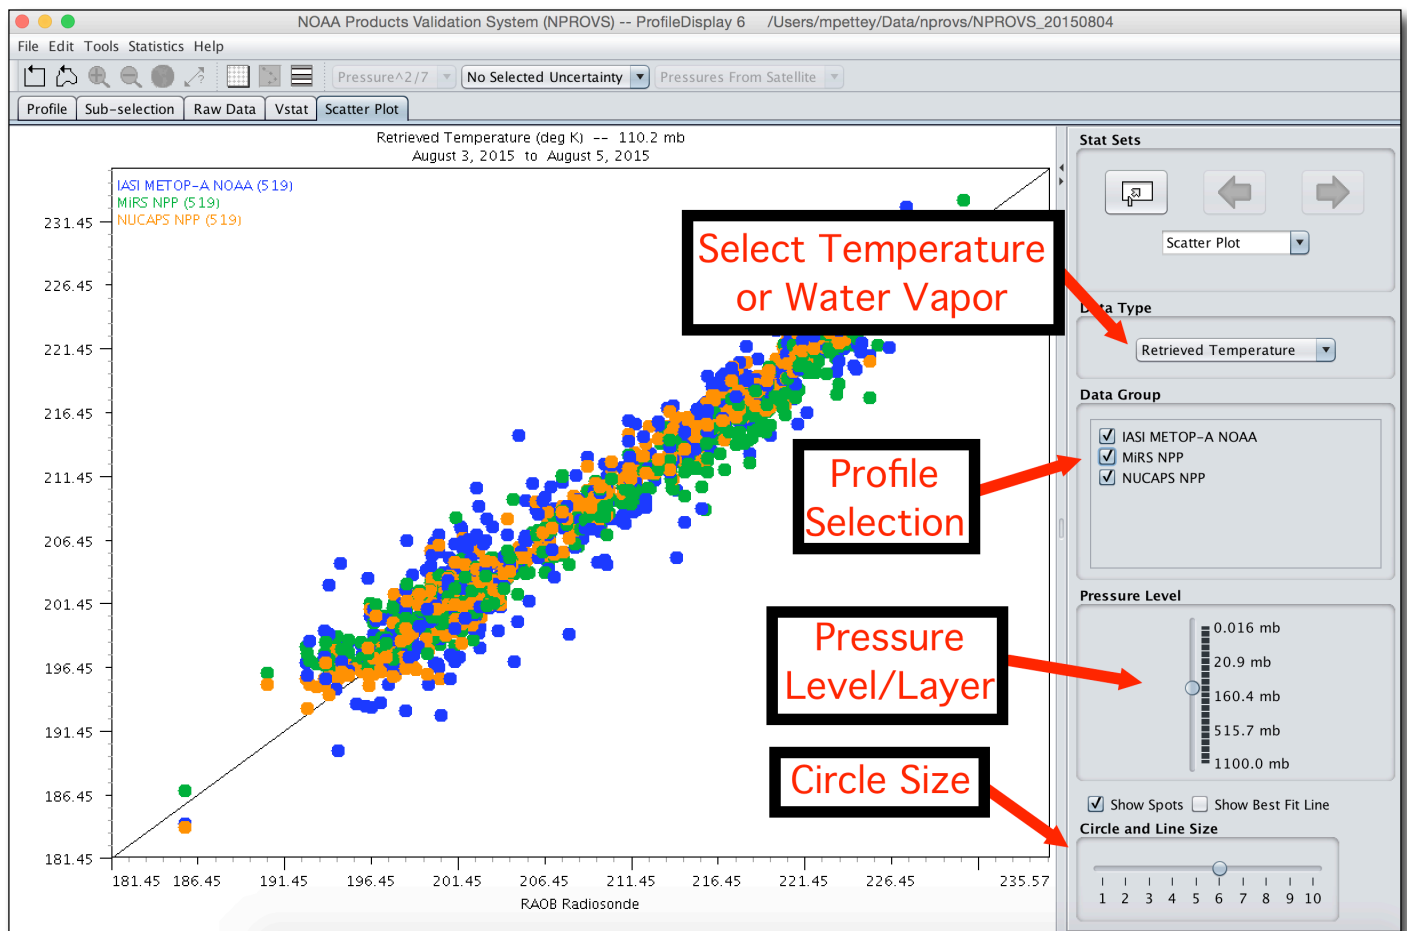 NOAA Products Validation System (NPROVS) -- ProfileDisplay 6    /Users/mpettey/Data/nprovs/NPROVS_20150804
File Edit Tools Statistics Help
Pressure^2/7 No Selected Uncertainty Pressures From Satellite
Profile Sub-selection Raw Data Vstat Scatter Plot
Retrieved Temperature (deg K) -- 110.2 mb
August 3, 2015 to August 5, 2015
IASI METOP-A NOAA (519)
MiRS NPP (519)
NUCAPS NPP (519)
231.45
226.45
221.45
216.45
211.45
206.45
201.45
196.45
191.45
186.45
181.45
181.45 186.45 191.45 196.45 201.45 206.45 211.45 216.45 221.45 226.45 235.57
RAOB Radiosonde
Select Temperature
or Water Vapor
Profile
Selection
Pressure
Level/Layer
Circle Size
Stat Sets
Scatter Plot
Data Type
Retrieved Temperature
Data Group
IASI METOP-A NOAA
MiRS NPP
NUCAPS NPP
Pressure Level
0.016 mb
20.9 mb
160.4 mb
515.7 mb
1100.0 mb
Show Spots Show Best Fit Line
Circle and Line Size
1 2 3 4 5 6 7 8 9 10